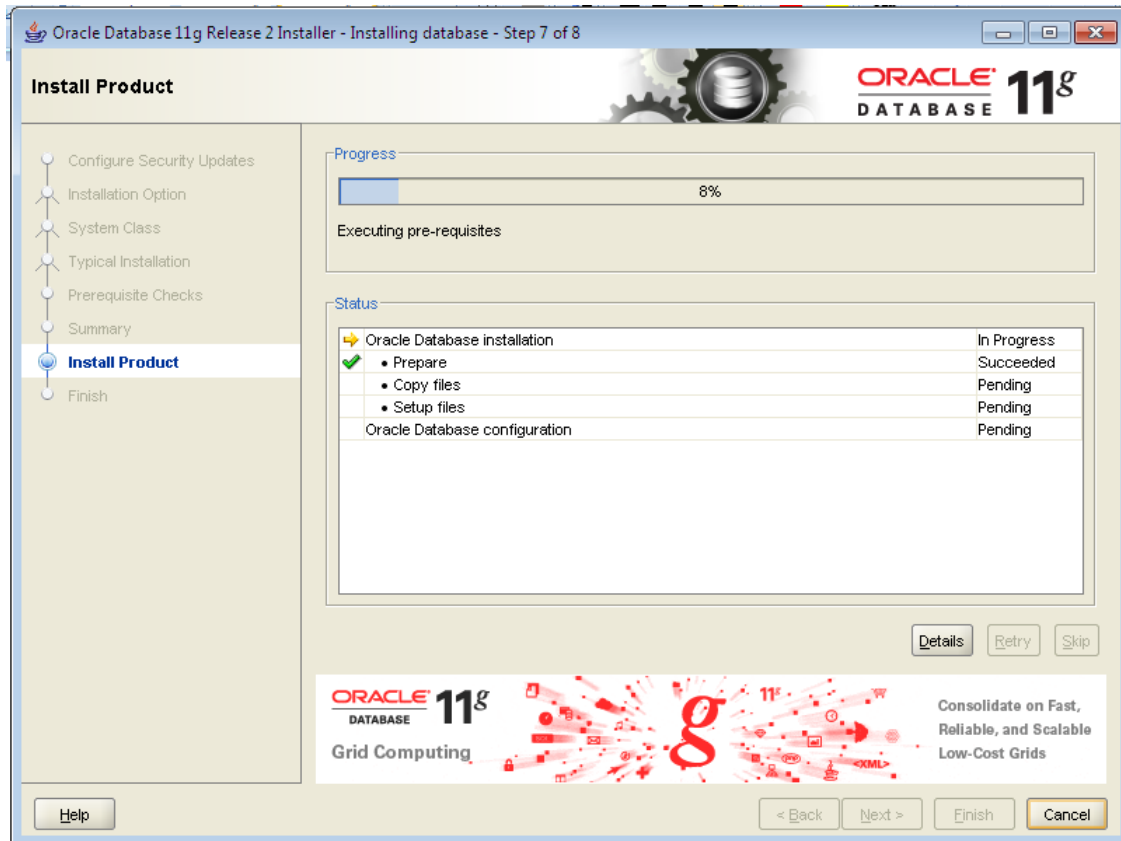 Oracle Database 11g Release 2 Installer - Installing database - Step 7 of 8
Install Product
ORACLE DATABASE 11g
Configure Security Updates
Installation Option
System Class
Typical Installation
Prerequisite Checks
Summary
Install Product
Finish
Progress
8%
Executing pre-requisites
Status
Oracle Database installation In Progress
• Prepare Succeeded
• Copy files Pending
• Setup files Pending
Oracle Database configuration Pending
Details Retry Skip
ORACLE DATABASE 11g
Grid Computing
g
11g
<XML>
Consolidate on Fast,
Reliable, and Scalable
Low-Cost Grids
Help < Back Next > Finish Cancel